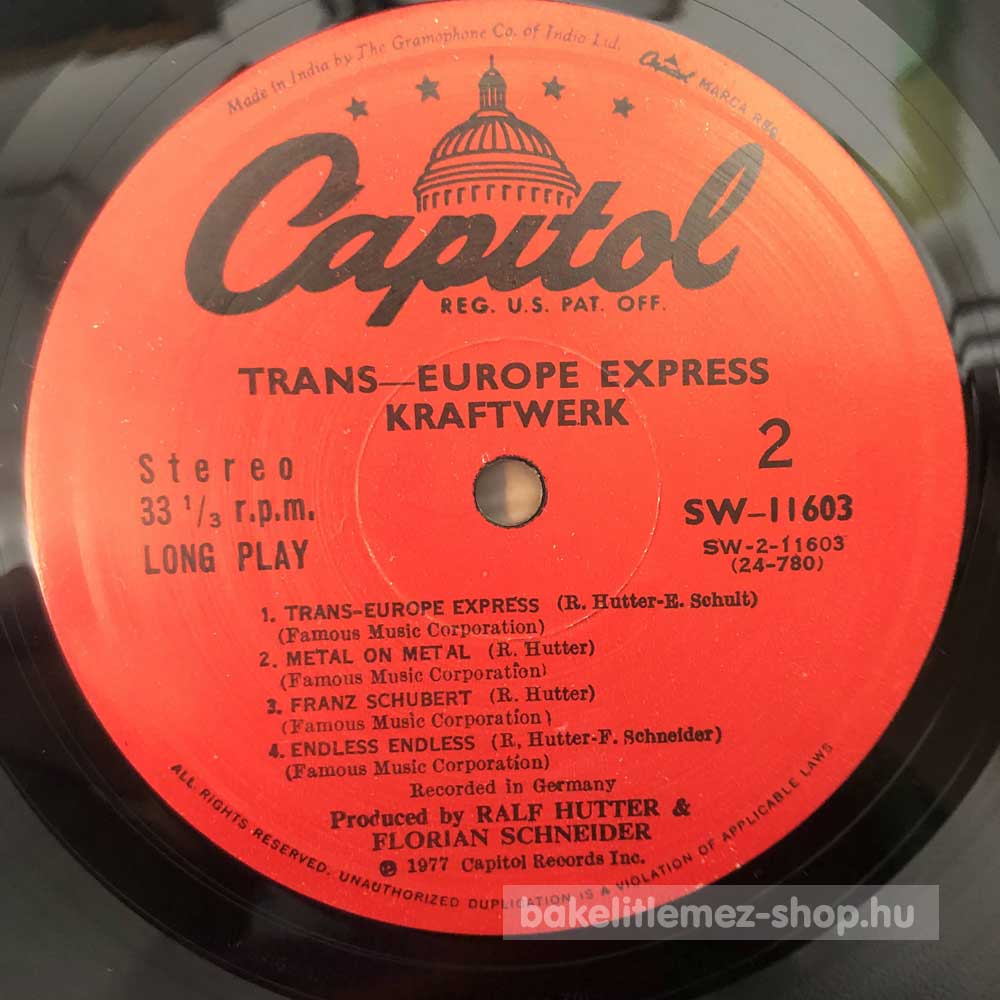 Made in India by The Gramophone Co. of India Ltd.
Capitol MARCA REG.
Capitol
REG. U.S. PAT. OFF.
TRANS—EUROPE EXPRESS
KRAFTWERK
Stereo
33 1/3 r.p.m.
LONG PLAY
2
SW-11603
SW-2-11603
(24-780)
1. TRANS-EUROPE EXPRESS (R. Hutter-E. Schult)
(Famous Music Corporation)
2. METAL ON METAL (R. Hutter)
(Famous Music Corporation)
3. FRANZ SCHUBERT (R. Hutter)
(Famous Music Corporation)
4. ENDLESS ENDLESS (R, Hutter-F. Schneider)
(Famous Music Corporation)
Recorded in Germany
Produced by RALF HUTTER &
FLORIAN SCHNEIDER
℗ 1977 Capitol Records Inc.
ALL RIGHTS RESERVED. UNAUTHORIZED DUPLICATION IS A VIOLATION OF APPLICABLE LAWS
bakelitlemez-shop.hu